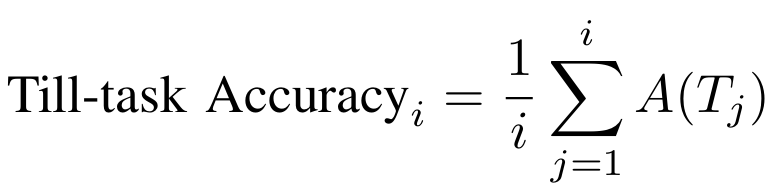 Till-task Accuracy_i = \frac{1}{i} \sum_{j=1}^{i} A(T_j)